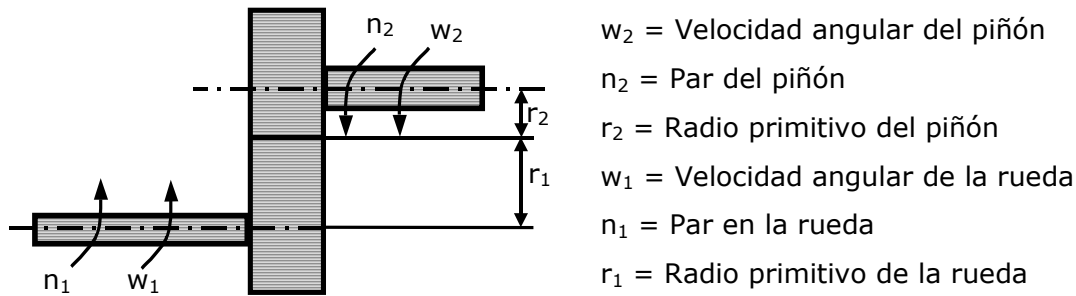 n₂ w₂
r₂
r₁
n₁ w₁
w₂ = Velocidad angular del piñón
n₂ = Par del piñón
r₂ = Radio primitivo del piñón
w₁ = Velocidad angular de la rueda
n₁ = Par en la rueda
r₁ = Radio primitivo de la rueda